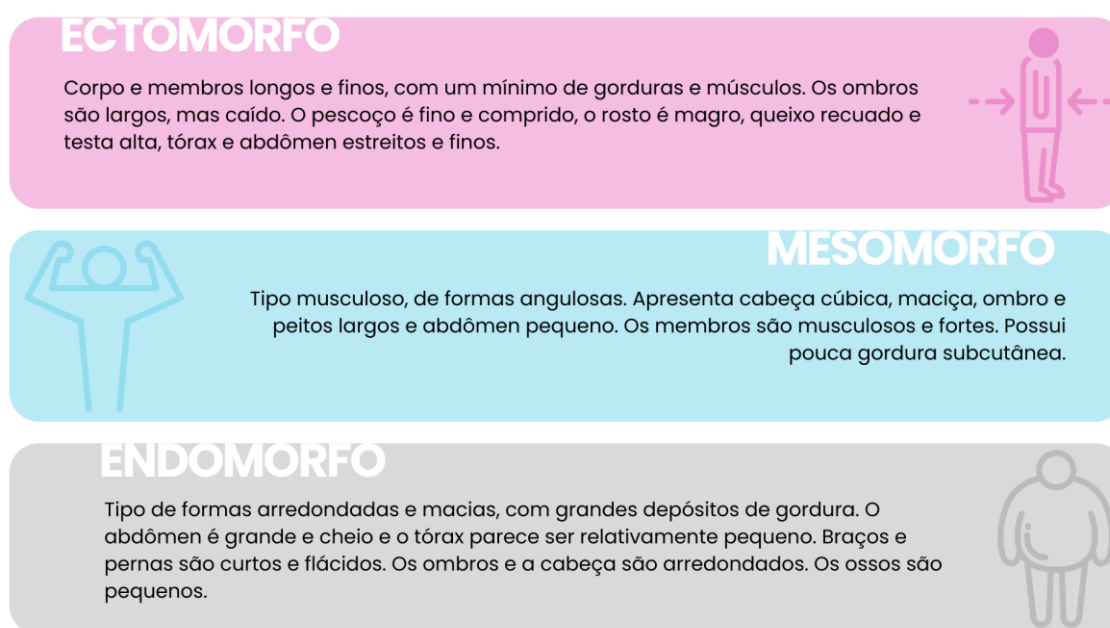 ECTOMORFO
Corpo e membros longos e finos, com um mínimo de gorduras e músculos. Os ombros
são largos, mas caído. O pescoço é fino e comprido, o rosto é magro, queixo recuado e
testa alta, tórax e abdômen estreitos e finos.
MESOMORFO
Tipo musculoso, de formas angulosas. Apresenta cabeça cúbica, maciça, ombro e
peitos largos e abdômen pequeno. Os membros são musculosos e fortes. Possui
pouca gordura subcutânea.
ENDOMORFO
Tipo de formas arredondadas e macias, com grandes depósitos de gordura. O
abdômen é grande e cheio e o tórax parece ser relativamente pequeno. Braços e
pernas são curtos e flácidos. Os ombros e a cabeça são arredondados. Os ossos são
pequenos.